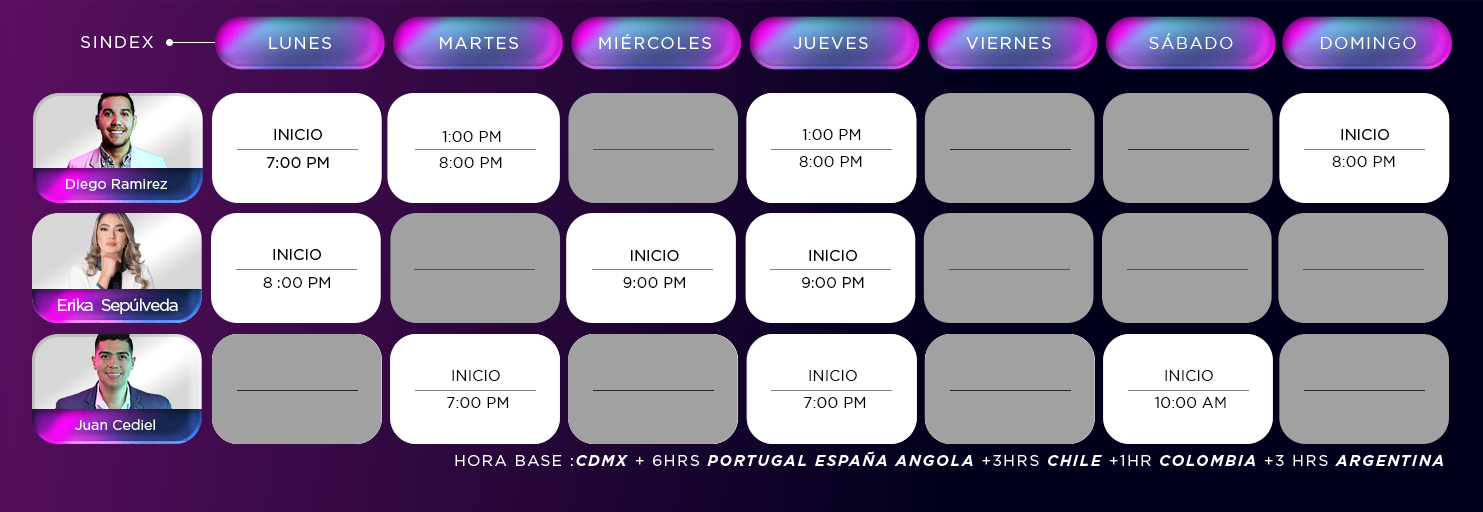 SINDEX LUNES MARTES MIÉRCOLES JUEVES VIERNES SÁBADO DOMINGO
INICIO 1:00 PM 1:00 PM INICIO
7:00 PM 8:00 PM 8:00 PM 8:00 PM
Diego Ramirez
INICIO INICIO INICIO
8 :00 PM 9:00 PM 9:00 PM
Erika Sepúlveda
INICIO INICIO INICIO
7:00 PM 7:00 PM 10:00 AM
Juan Cediel
HORA BASE :CDMX + 6HRS PORTUGAL ESPAÑA ANGOLA +3HRS CHILE +1HR COLOMBIA +3 HRS ARGENTINA